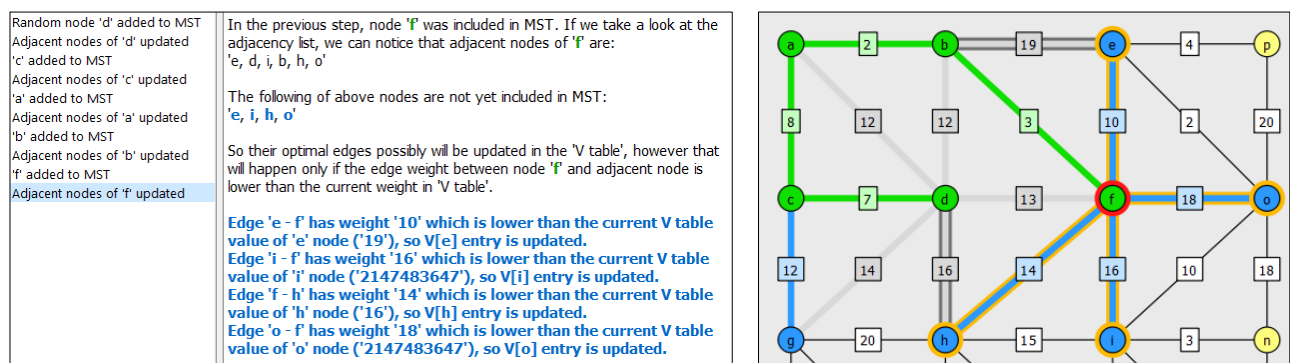 Random node 'd' added to MST
Adjacent nodes of 'd' updated
'c' added to MST
Adjacent nodes of 'c' updated
'a' added to MST
Adjacent nodes of 'a' updated
'b' added to MST
Adjacent nodes of 'b' updated
'f' added to MST
Adjacent nodes of 'f' updated
In the previous step, node 'f' was included in MST. If we take a look at the
adjacency list, we can notice that adjacent nodes of 'f' are:
'e, d, i, b, h, o'
The following of above nodes are not yet included in MST:
'e, i, h, o'
So their optimal edges possibly will be updated in the 'V table', however that
will happen only if the edge weight between node 'f' and adjacent node is
lower than the current weight in 'V table'.
Edge 'e - f' has weight '10' which is lower than the current V table
value of 'e' node ('19'), so V[e] entry is updated.
Edge 'i - f' has weight '16' which is lower than the current V table
value of 'i' node ('2147483647'), so V[i] entry is updated.
Edge 'f - h' has weight '14' which is lower than the current V table
value of 'h' node ('16'), so V[h] entry is updated.
Edge 'o - f' has weight '18' which is lower than the current V table
value of 'o' node ('2147483647'), so V[o] entry is updated.
a 2 b 19 e 4 p
8 12 12 3 10 2 20
c 7 d 13 f 18 o
12 14 16 14 16 10 18
g 20 h 15 i 3 n